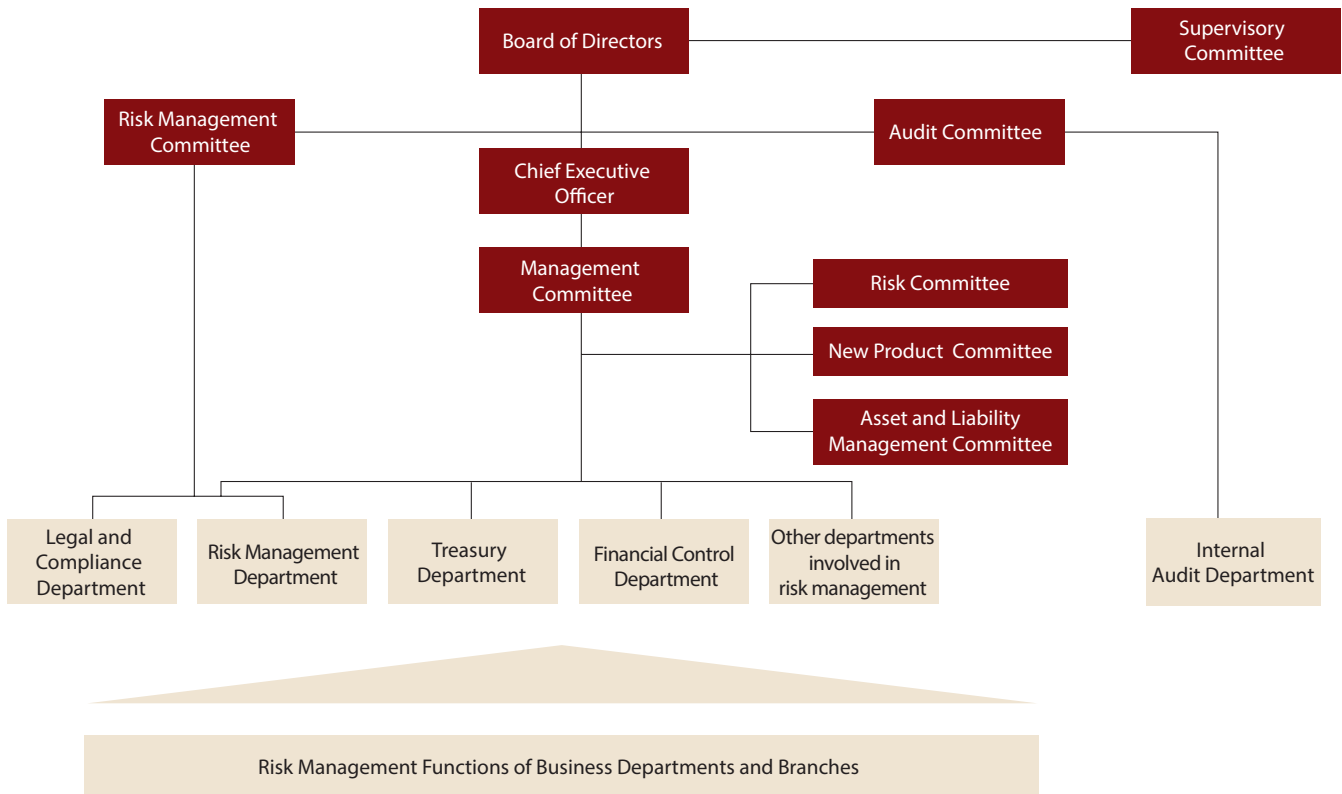 Board of Directors
Supervisory
Committee
Risk Management
Committee
Audit Committee
Chief Executive
Officer
Management
Committee
Risk Committee
New Product Committee
Asset and Liability
Management Committee
Legal and
Compliance
Department
Risk Management
Department
Treasury
Department
Financial Control
Department
Other departments
involved in
risk management
Internal
Audit Department
Risk Management Functions of Business Departments and Branches